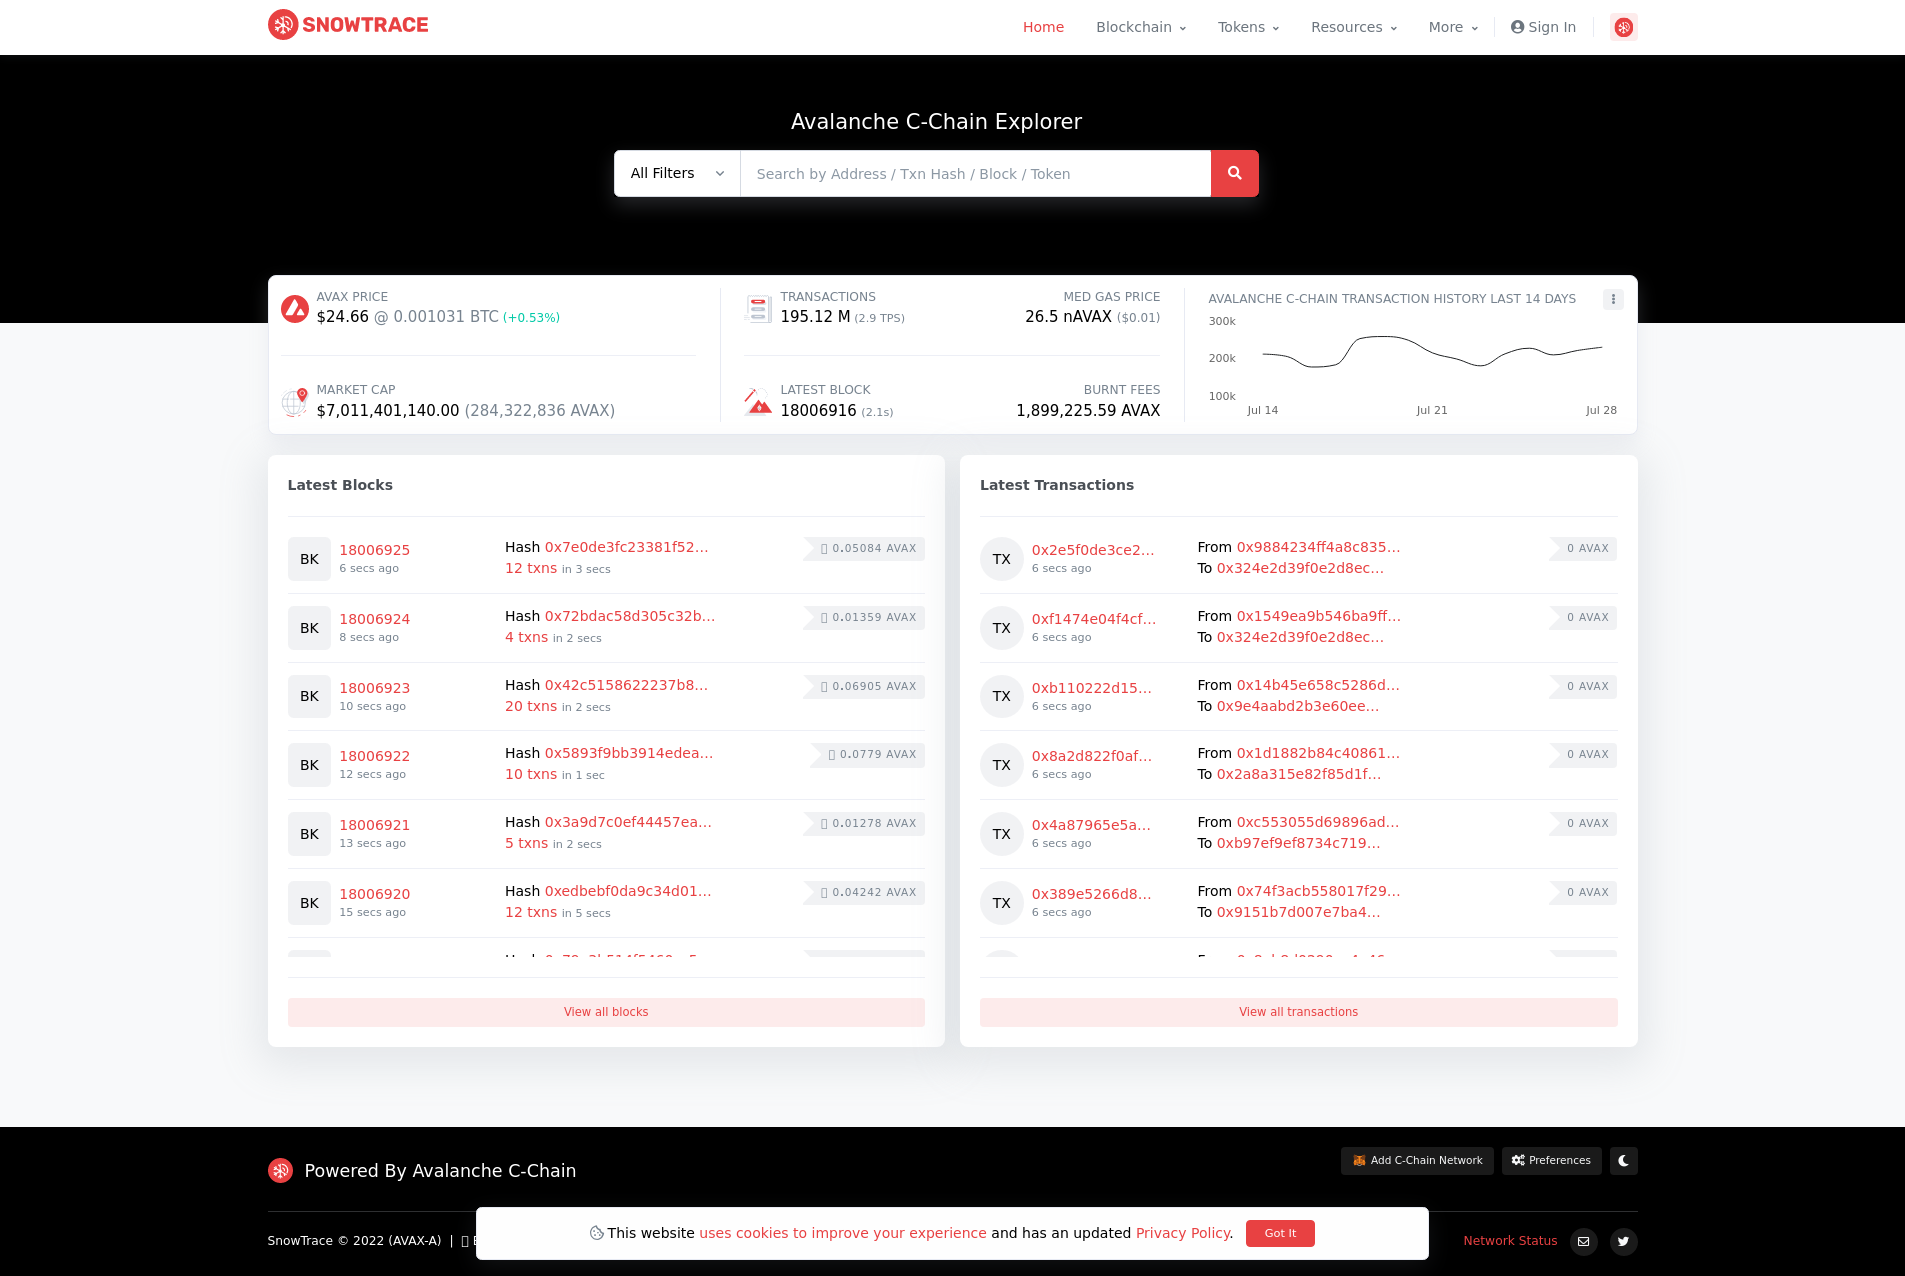 SNOWTRACE
Home Blockchain Tokens Resources More Sign In
Avalanche C-Chain Explorer
All Filters Search by Address / Txn Hash / Block / Token
AVAX PRICE
$24.66 @ 0.001031 BTC (+0.53%)
MARKET CAP
$7,011,401,140.00 (284,322,836 AVAX)
TRANSACTIONS
195.12 M (2.9 TPS)
MED GAS PRICE
26.5 nAVAX ($0.01)
LATEST BLOCK
18006916 (2.1s)
BURNT FEES
1,899,225.59 AVAX
AVALANCHE C-CHAIN TRANSACTION HISTORY LAST 14 DAYS
300k
200k
100k
Jul 14 Jul 21 Jul 28
Latest Blocks
BK 18006925 Hash 0x7e0de3fc23381f52... 0.05084 AVAX
6 secs ago 12 txns in 3 secs
BK 18006924 Hash 0x72bdac58d305c32b... 0.01359 AVAX
8 secs ago 4 txns in 2 secs
BK 18006923 Hash 0x42c5158622237b8... 0.06905 AVAX
10 secs ago 20 txns in 2 secs
BK 18006922 Hash 0x5893f9bb3914edea... 0.0779 AVAX
12 secs ago 10 txns in 1 sec
BK 18006921 Hash 0x3a9d7c0ef44457ea... 0.01278 AVAX
13 secs ago 5 txns in 2 secs
BK 18006920 Hash 0xedbebf0da9c34d01... 0.04242 AVAX
15 secs ago 12 txns in 5 secs
View all blocks
Latest Transactions
TX 0x2e5f0de3ce2... From 0x9884234ff4a8c835... 0 AVAX
6 secs ago To 0x324e2d39f0e2d8ec...
TX 0xf1474e04f4cf... From 0x1549ea9b546ba9ff... 0 AVAX
6 secs ago To 0x324e2d39f0e2d8ec...
TX 0xb110222d15... From 0x14b45e658c5286d... 0 AVAX
6 secs ago To 0x9e4aabd2b3e60ee...
TX 0x8a2d822f0af... From 0x1d1882b84c40861... 0 AVAX
6 secs ago To 0x2a8a315e82f85d1f...
TX 0x4a87965e5a... From 0xc553055d69896ad... 0 AVAX
6 secs ago To 0xb97ef9ef8734c719...
TX 0x389e5266d8... From 0x74f3acb558017f29... 0 AVAX
6 secs ago To 0x9151b7d007e7ba4...
View all transactions
Powered By Avalanche C-Chain
Add C-Chain Network Preferences
SnowTrace © 2022 (AVAX-A) |
This website uses cookies to improve your experience and has an updated Privacy Policy. Got It
Network Status